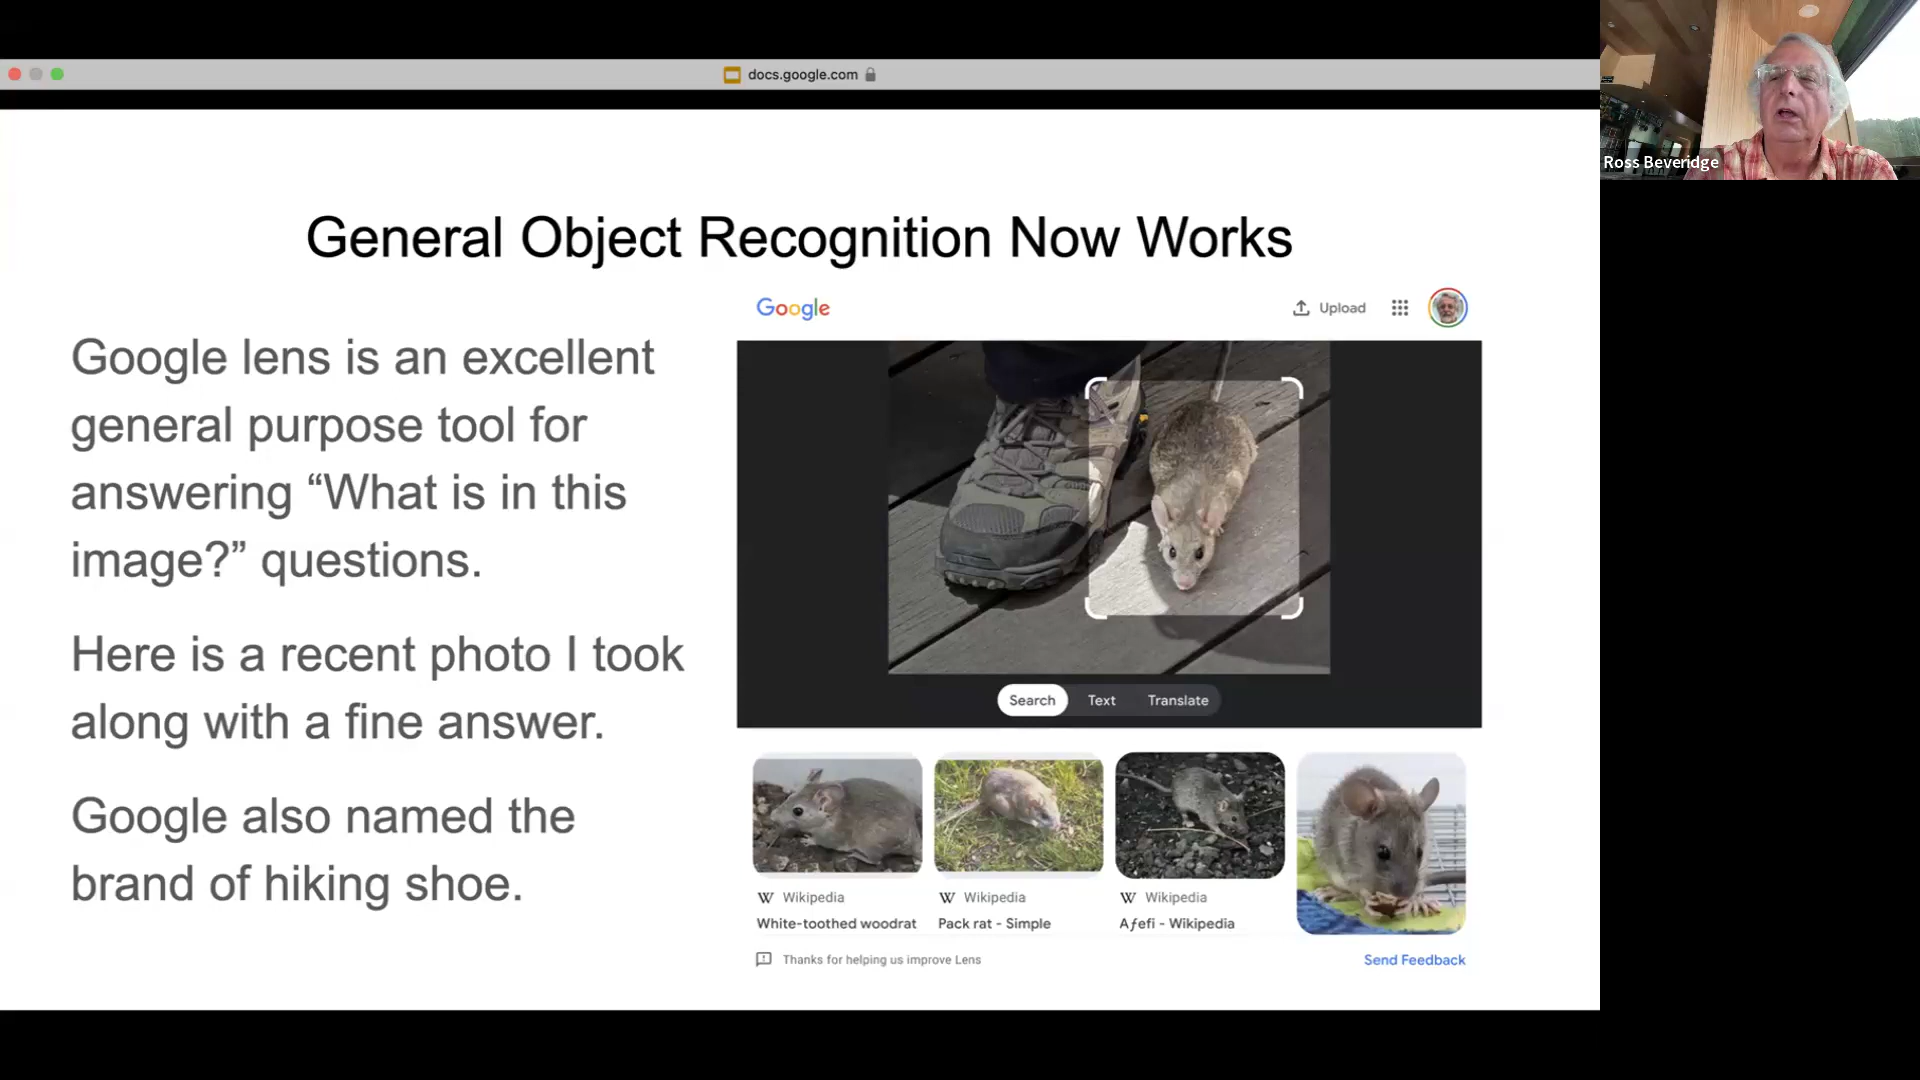 docs.google.com
Ross Beveridge
General Object Recognition Now Works
Google lens is an excellent
general purpose tool for
answering “What is in this
image?” questions.
Here is a recent photo I took
along with a fine answer.
Google also named the
brand of hiking shoe.
Google
Upload
Search Text Translate
Wikipedia
White-toothed woodrat
Wikipedia
Pack rat - Simple
Wikipedia
Aƒefi - Wikipedia
Thanks for helping us improve Lens
Send Feedback